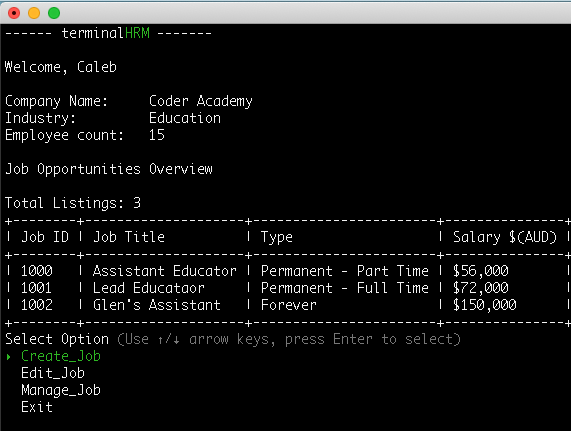 ------ terminalHRM -------
Welcome, Caleb
Company Name:     Coder Academy
Industry:         Education
Employee count:   15
Job Opportunities Overview
Total Listings: 3
+--------+--------------------+-----------------------+--------------+
| Job ID | Job Title          | Type                  | Salary $(AUD) |
+--------+--------------------+-----------------------+--------------+
| 1000   | Assistant Educator | Permanent - Part Time | $56,000
| 1001   | Lead Educataor     | Permanent - Full Time | $72,000
| 1002   | Glen's Assistant   | Forever               | $150,000
+--------+--------------------+-----------------------+--------------+
Select Option (Use ↑/↓ arrow keys, press Enter to select)
‣ Create_Job
  Edit_Job
  Manage_Job
  Exit